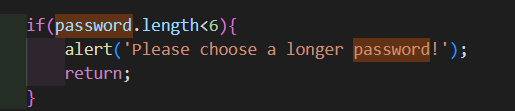 if(password.length<6){
alert('Please choose a longer password!');
return;
}